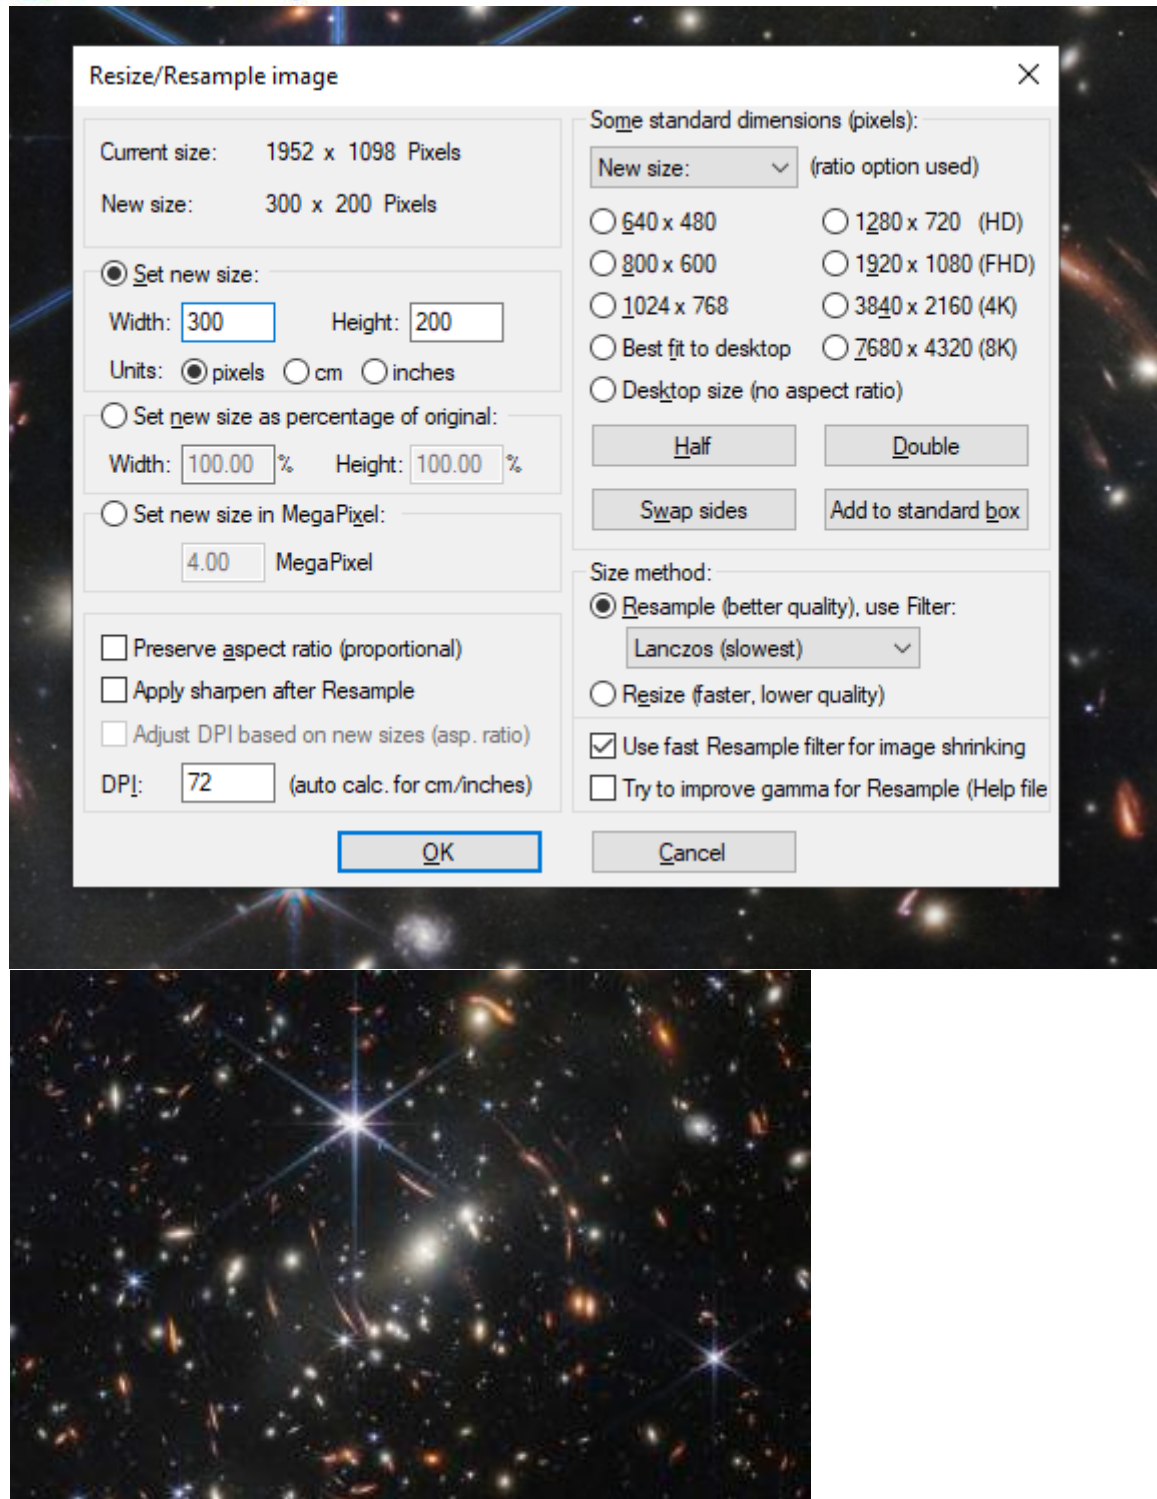 Resize/Resample image
Current size: 1952 x 1098 Pixels
New size: 300 x 200 Pixels
Set new size:
Width: 300 Height: 200
Units: pixels cm inches
Set new size as percentage of original:
Width: 100.00 % Height: 100.00 %
Set new size in MegaPixel:
4.00 MegaPixel
Preserve aspect ratio (proportional)
Apply sharpen after Resample
Adjust DPI based on new sizes (asp. ratio)
DPI: 72 (auto calc. for cm/inches)
Some standard dimensions (pixels):
New size: (ratio option used)
640 x 480 1280 x 720 (HD)
800 x 600 1920 x 1080 (FHD)
1024 x 768 3840 x 2160 (4K)
Best fit to desktop 7680 x 4320 (8K)
Desktop size (no aspect ratio)
Half Double
Swap sides Add to standard box
Size method:
Resample (better quality), use Filter:
Lanczos (slowest)
Resize (faster, lower quality)
Use fast Resample filter for image shrinking
Try to improve gamma for Resample (Help file
OK Cancel